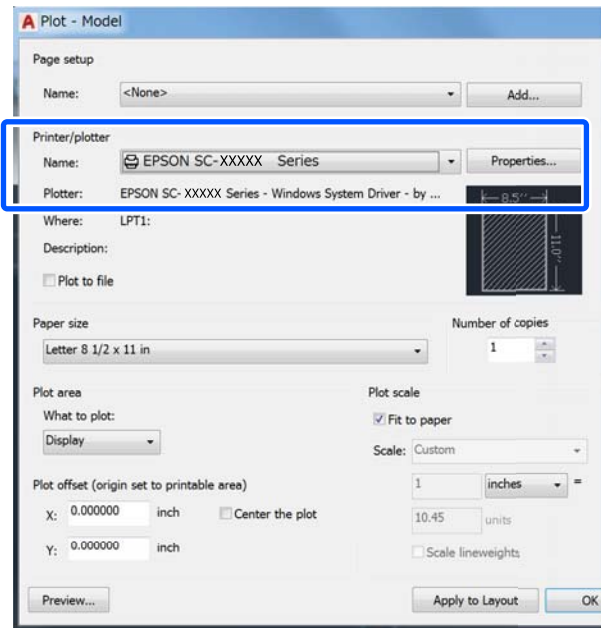 A Plot - Model
Page setup
Name: <None> Add...
Printer/plotter
Name: EPSON SC-XXXXX Series Properties...
Plotter: EPSON SC- XXXXX Series - Windows System Driver - by ...
8.5"
Where: LPT1:
11.0"
Description:
Plot to file
Paper size Number of copies
Letter 8 1/2 x 11 in 1
Plot area Plot scale
What to plot: Fit to paper
Display Scale: Custom
Plot offset (origin set to printable area) 1 inches =
X: 0.000000 inch Center the plot 10.45 units
Y: 0.000000 inch Scale lineweights
Preview... Apply to Layout OK